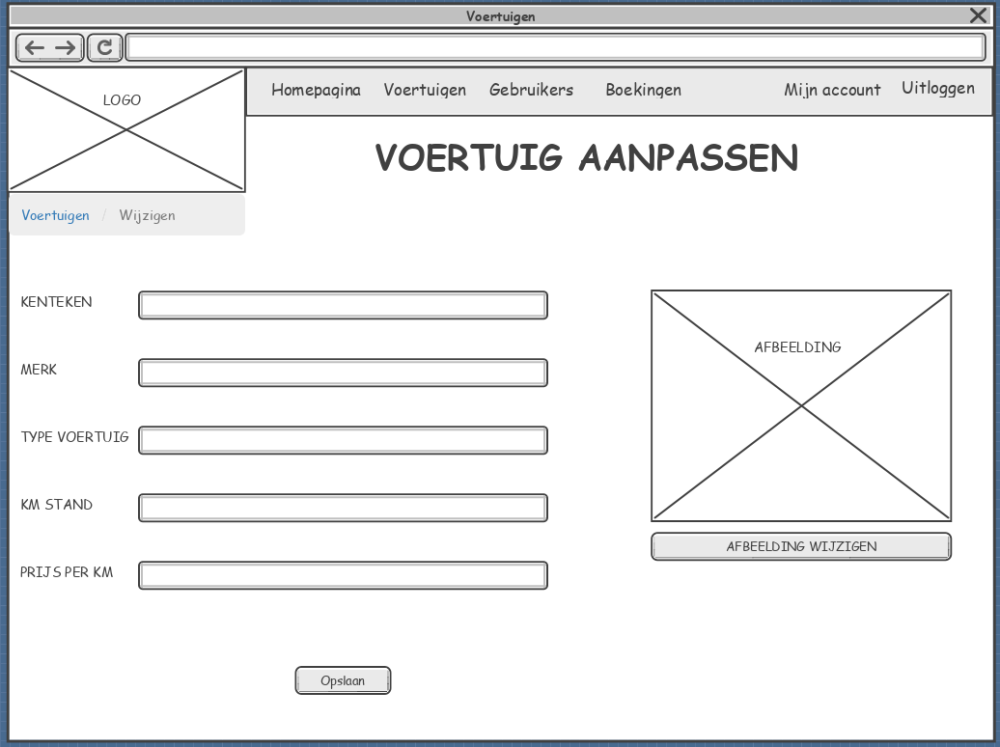 Voertuigen
LOGO
Homepagina Voertuigen Gebruikers Boekingen Mijn account Uitloggen
VOERTUIG AANPASSEN
Voertuigen / Wijzigen
KENTEKEN
MERK
TYPE VOERTUIG
KM STAND
PRIJS PER KM
AFBEELDING
AFBEELDING WIJZIGEN
Opslaan